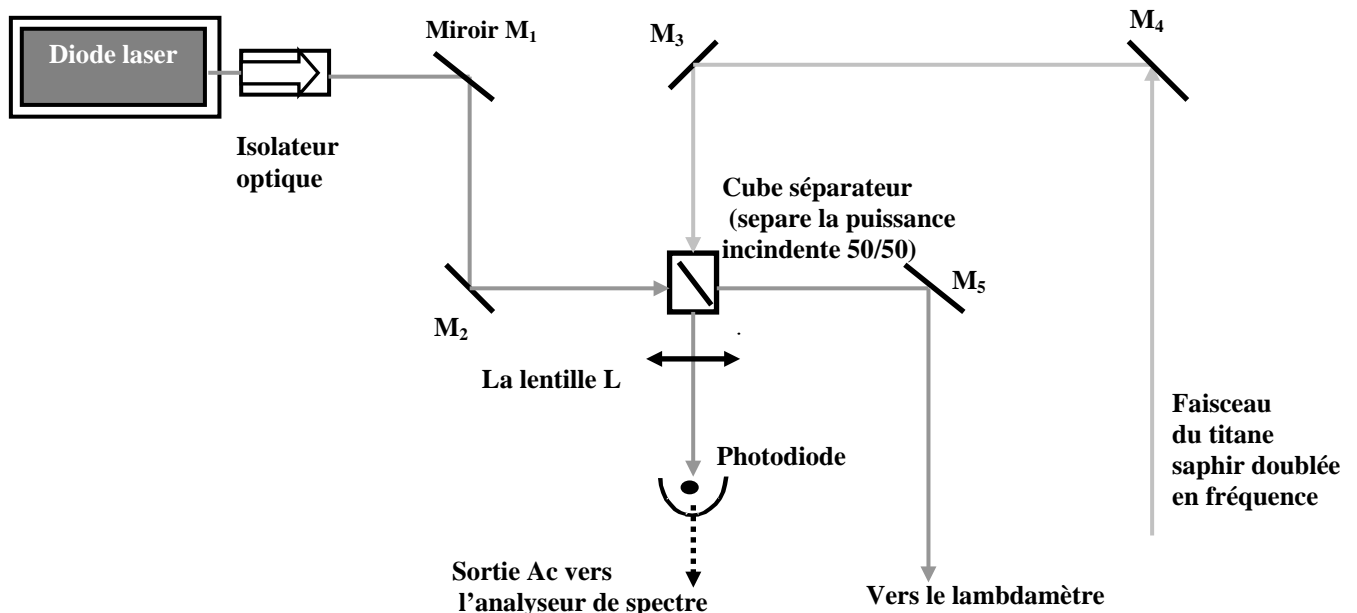 Diode laser
Isolateur
optique
Miroir M1
M2
M3
M4
Cube séparateur
(separe la puissance
incindente 50/50)
M5
La lentille L
Photodiode
Sortie Ac vers
l'analyseur de spectre
Vers le lambdamètre
Faisceau
du titane
saphir doublée
en fréquence